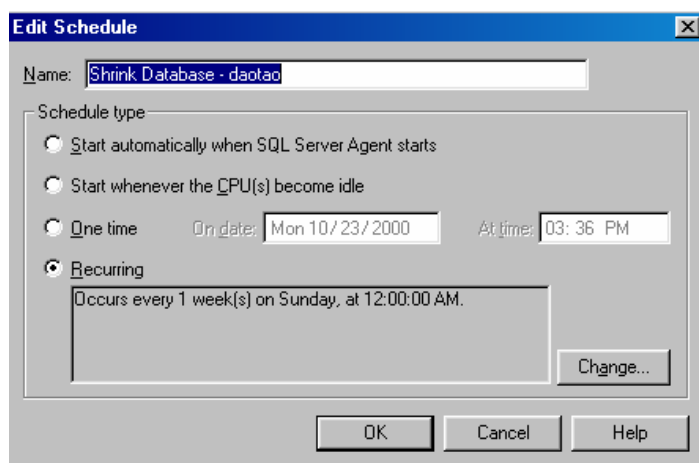 Edit Schedule
Name: Shrink Database - daotao
Schedule type
Start automatically when SQL Server Agent starts
Start whenever the CPU(s) become idle
One time On date: Mon 10/23/2000 At time: 03: 36 PM
Recurring
Occurs every 1 week(s) on Sunday, at 12:00:00 AM.
Change...
OK Cancel Help